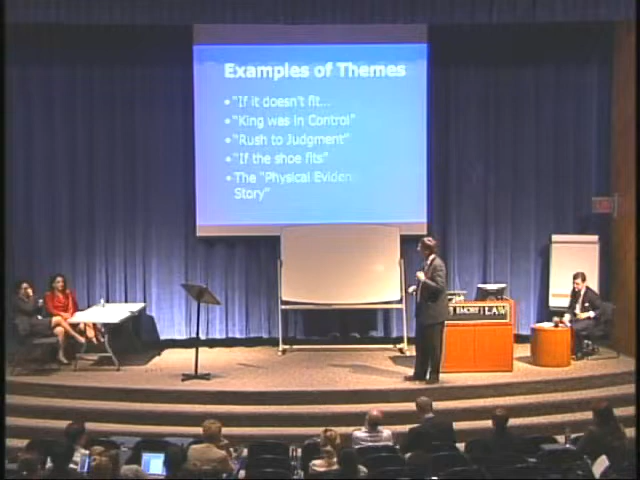 Examples of Themes
• "If it doesn't fit...
• "King was in Control"
• "Rush to Judgment"
• "If the shoe fits"
• The "Physical Eviden
Story"
EMORY LAW